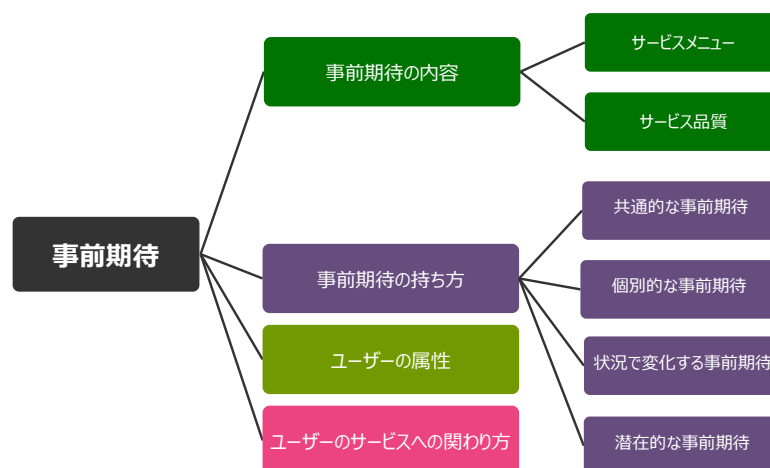 事前期待
事前期待の内容
サービスメニュー
サービス品質
事前期待の持ち方
共通的な事前期待
個別的な事前期待
状況で変化する事前期待
潜在的な事前期待
ユーザーの属性
ユーザーのサービスへの関わり方